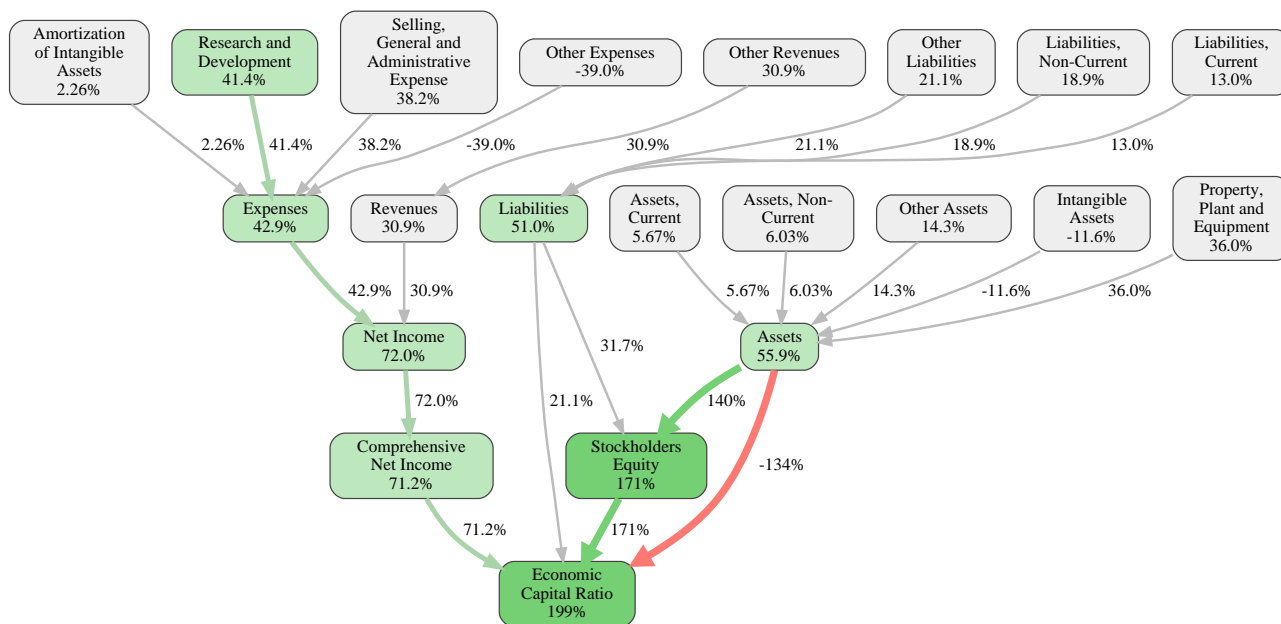 Amortization
of Intangible
Assets
2.26%
Research and
Development
41.4%
Selling,
General and
Administrative
Expense
38.2%
Other Expenses
-39.0%
Other Revenues
30.9%
Other
Liabilities
21.1%
Liabilities,
Non-Current
18.9%
Liabilities,
Current
13.0%
2.26%
41.4%
38.2%
-39.0%
30.9%
21.1%
18.9%
13.0%
Expenses
42.9%
Revenues
30.9%
Liabilities
51.0%
Assets,
Current
5.67%
Assets, Non-
Current
6.03%
Other Assets
14.3%
Intangible
Assets
-11.6%
Property,
Plant and
Equipment
36.0%
42.9%
30.9%
5.67%
6.03%
14.3%
-11.6%
36.0%
Net Income
72.0%
31.7%
Assets
55.9%
72.0%
21.1%
140%
-134%
Comprehensive
Net Income
71.2%
Stockholders
Equity
171%
71.2%
171%
Economic
Capital Ratio
199%